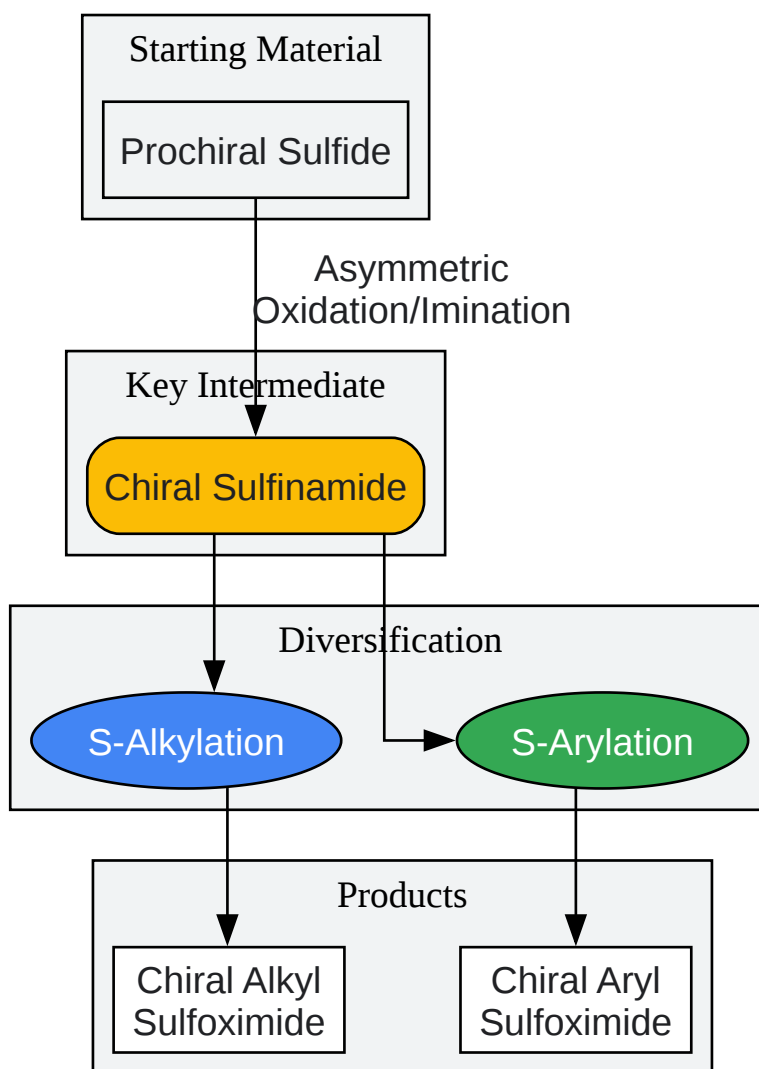 Starting Material
Prochiral Sulfide
Asymmetric
Oxidation/Imination
Key Intermediate
Chiral Sulfinamide
Diversification
S-Alkylation
S-Arylation
Products
Chiral Alkyl
Sulfoximide
Chiral Aryl
Sulfoximide